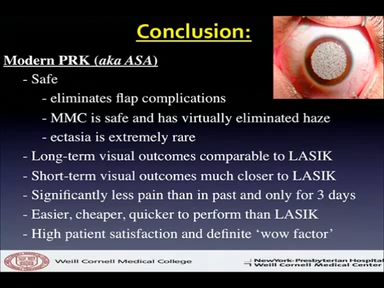 Conclusion:
Modern PRK (aka ASA)
- Safe
- eliminates flap complications
- MMC is safe and has virtually eliminated haze
- ectasia is extremely rare
- Long-term visual outcomes comparable to LASIK
- Short-term visual outcomes much closer to LASIK
- Significantly less pain than in past and only for 3 days
- Easier, cheaper, quicker to perform than LASIK
- High patient satisfaction and definite ‘wow factor’
Weill Cornell Medical College
NewYork-Presbyterian Hospital
Weill Cornell Medical Center